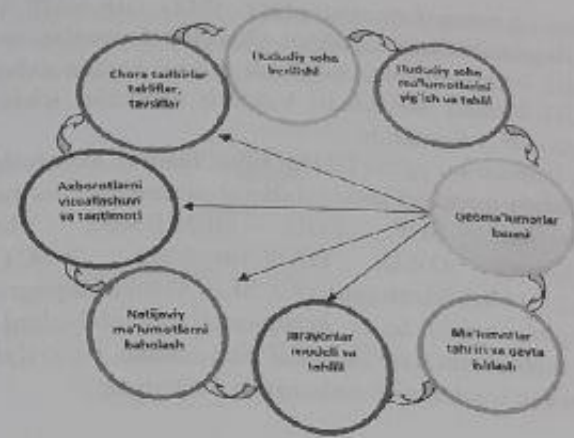 Hududiy soha
berilishi
Hududiy soha
ma'lumotlarini
yig'ish va tahlil
Geoma'lumotlar
bazasi
Ma'lumotlar
tahriri va qayta
ishlash
Jarayonlar
modeli va
tahlili
Natijaviy
ma'lumotlarni
baholash
Axborotlarni
vizuallashuvi
va taqdimoti
Chora tadbirlar
takliflar,
tavsiflar